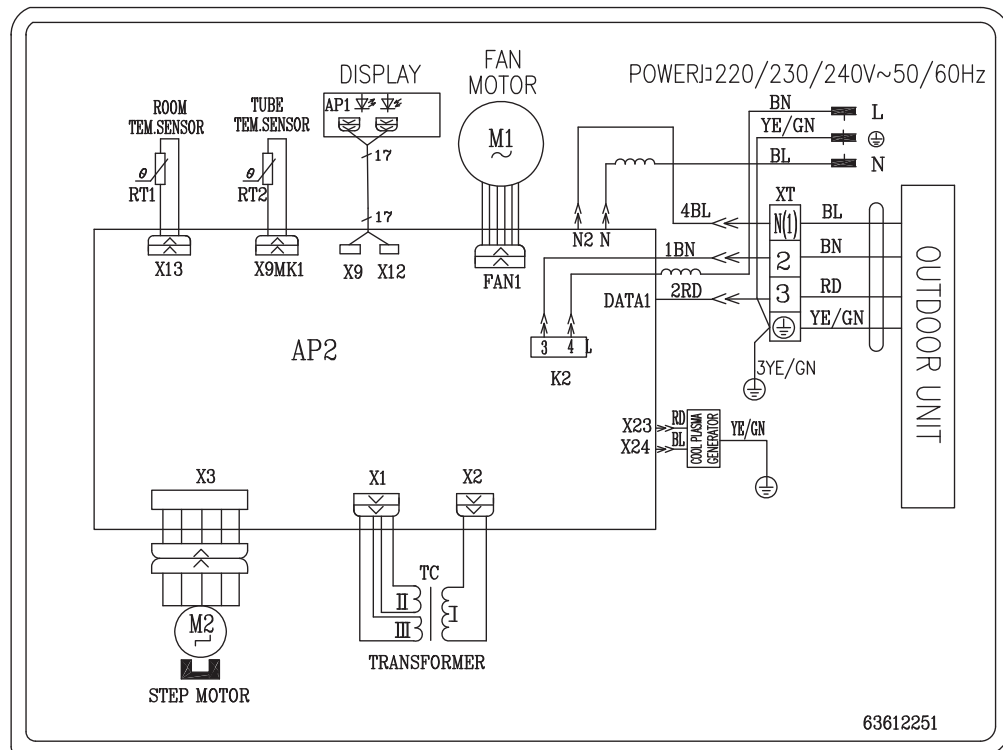 POWER 220/230/240V~50/60Hz
FAN
MOTOR
DISPLAY
ROOM
TEM.SENSOR
TUBE
TEM.SENSOR
AP1
M1
~
BN
L
YE/GN
BL
N
θ
RT1
θ
RT2
17
17
XT
4BL
N(1)
BL
X13
X9MK1
X9
X12
FAN1
N2
N
1BN
2
BN
DATA1
2RD
3
RD
YE/GN
AP2
3
4
L
K2
3YE/GN
OUTDOOR UNIT
X23
RD
X24
BL
COOL PLASMA
GENERATOR
YE/GN
X3
X1
X2
TC
II
III
I
M2
TRANSFORMER
STEP MOTOR
63612251